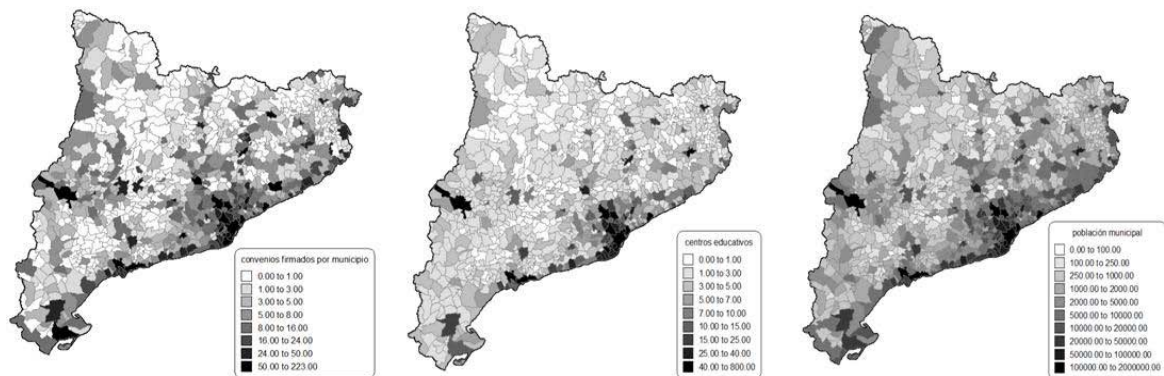 convenios firmados por municipio
0.00 to 1.00
1.00 to 3.00
3.00 to 5.00
5.00 to 8.00
8.00 to 16.00
16.00 to 24.00
24.00 to 50.00
50.00 to 223.00
centros educativos
0.00 to 1.00
1.00 to 3.00
3.00 to 5.00
5.00 to 7.00
7.00 to 10.00
10.00 to 15.00
15.00 to 25.00
25.00 to 40.00
40.00 to 800.00
población municipal
0.00 to 100.00
100.00 to 250.00
250.00 to 1000.00
1000.00 to 2000.00
2000.00 to 5000.00
5000.00 to 10000.00
10000.00 to 20000.00
20000.00 to 50000.00
50000.00 to 100000.00
100000.00 to 2000000.00